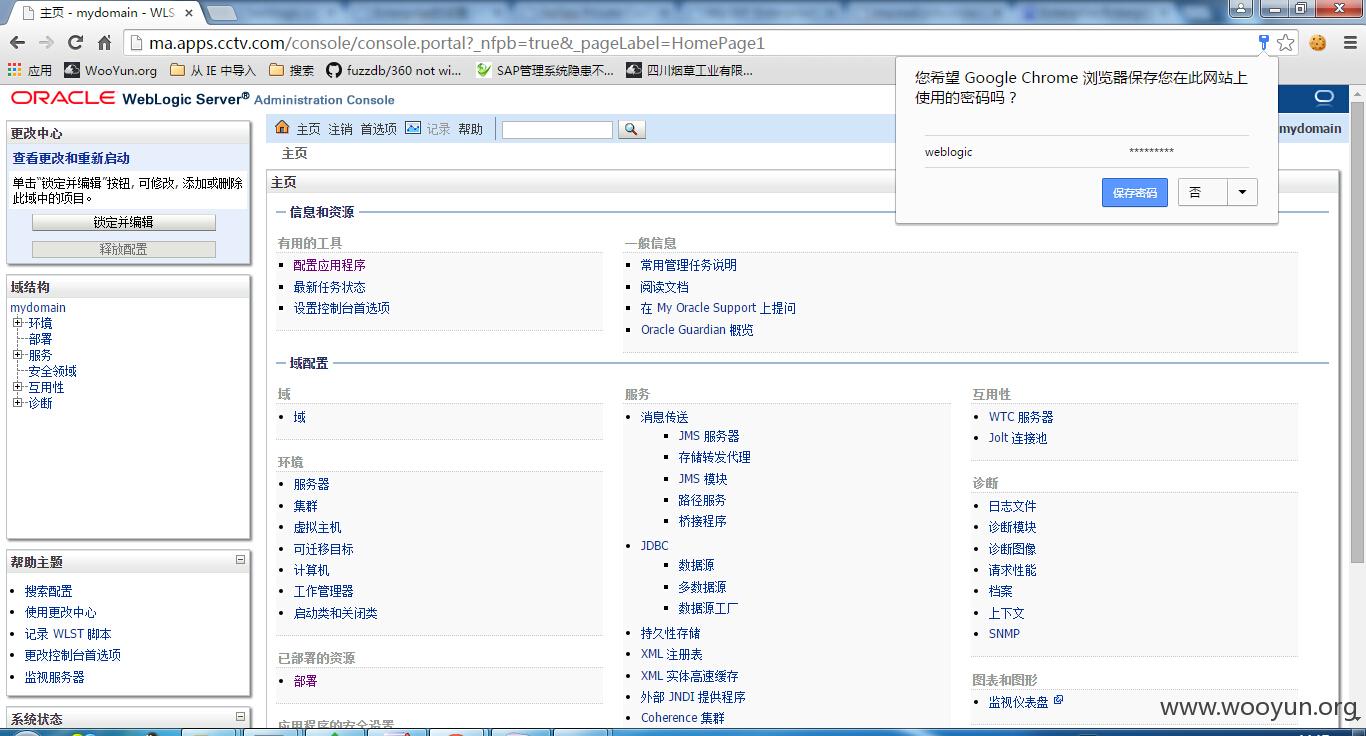 主页 - mydomain - WLS
ma.apps.cctv.com/console/console.portal?_nfpb=true&_pageLabel=HomePage1
应用 WooYun.org 从 IE 中导入 搜索 fuzzdb/360 not wi... SAP管理系统隐患不... 四川烟草工业有限...
您希望 Google Chrome 浏览器保存您在此网站上
使用的密码吗？
weblogic *********
保存密码 否
ORACLE WebLogic Server® Administration Console
更改中心
查看更改和重新启动
单击“锁定并编辑”按钮, 可修改, 添加或删除
此域中的项目。
锁定并编辑
释放配置
域结构
mydomain
环境
部署
服务
安全领域
互用性
诊断
帮助主题
搜索配置
使用更改中心
记录 WLST 脚本
更改控制台首选项
监视服务器
系统状态
主页 注销 首选项 记录 帮助
mydomain
主页
主页
信息和资源
有用的工具
配置应用程序
最新任务状态
设置控制台首选项
一般信息
常用管理任务说明
阅读文档
在 My Oracle Support 上提问
Oracle Guardian 概览
域配置
域
域
环境
服务器
集群
虚拟主机
可迁移目标
计算机
工作管理器
启动类和关闭类
已部署的资源
部署
应用程序的安全设置
服务
消息传送
JMS 服务器
存储转发代理
JMS 模块
路径服务
桥接程序
JDBC
数据源
多数据源
数据源工厂
持久性存储
XML 注册表
XML 实体高速缓存
外部 JNDI 提供程序
Coherence 集群
互用性
WTC 服务器
Jolt 连接池
诊断
日志文件
诊断模块
诊断图像
请求性能
档案
上下文
SNMP
图表和图形
监视仪表盘
www.wooyun.org